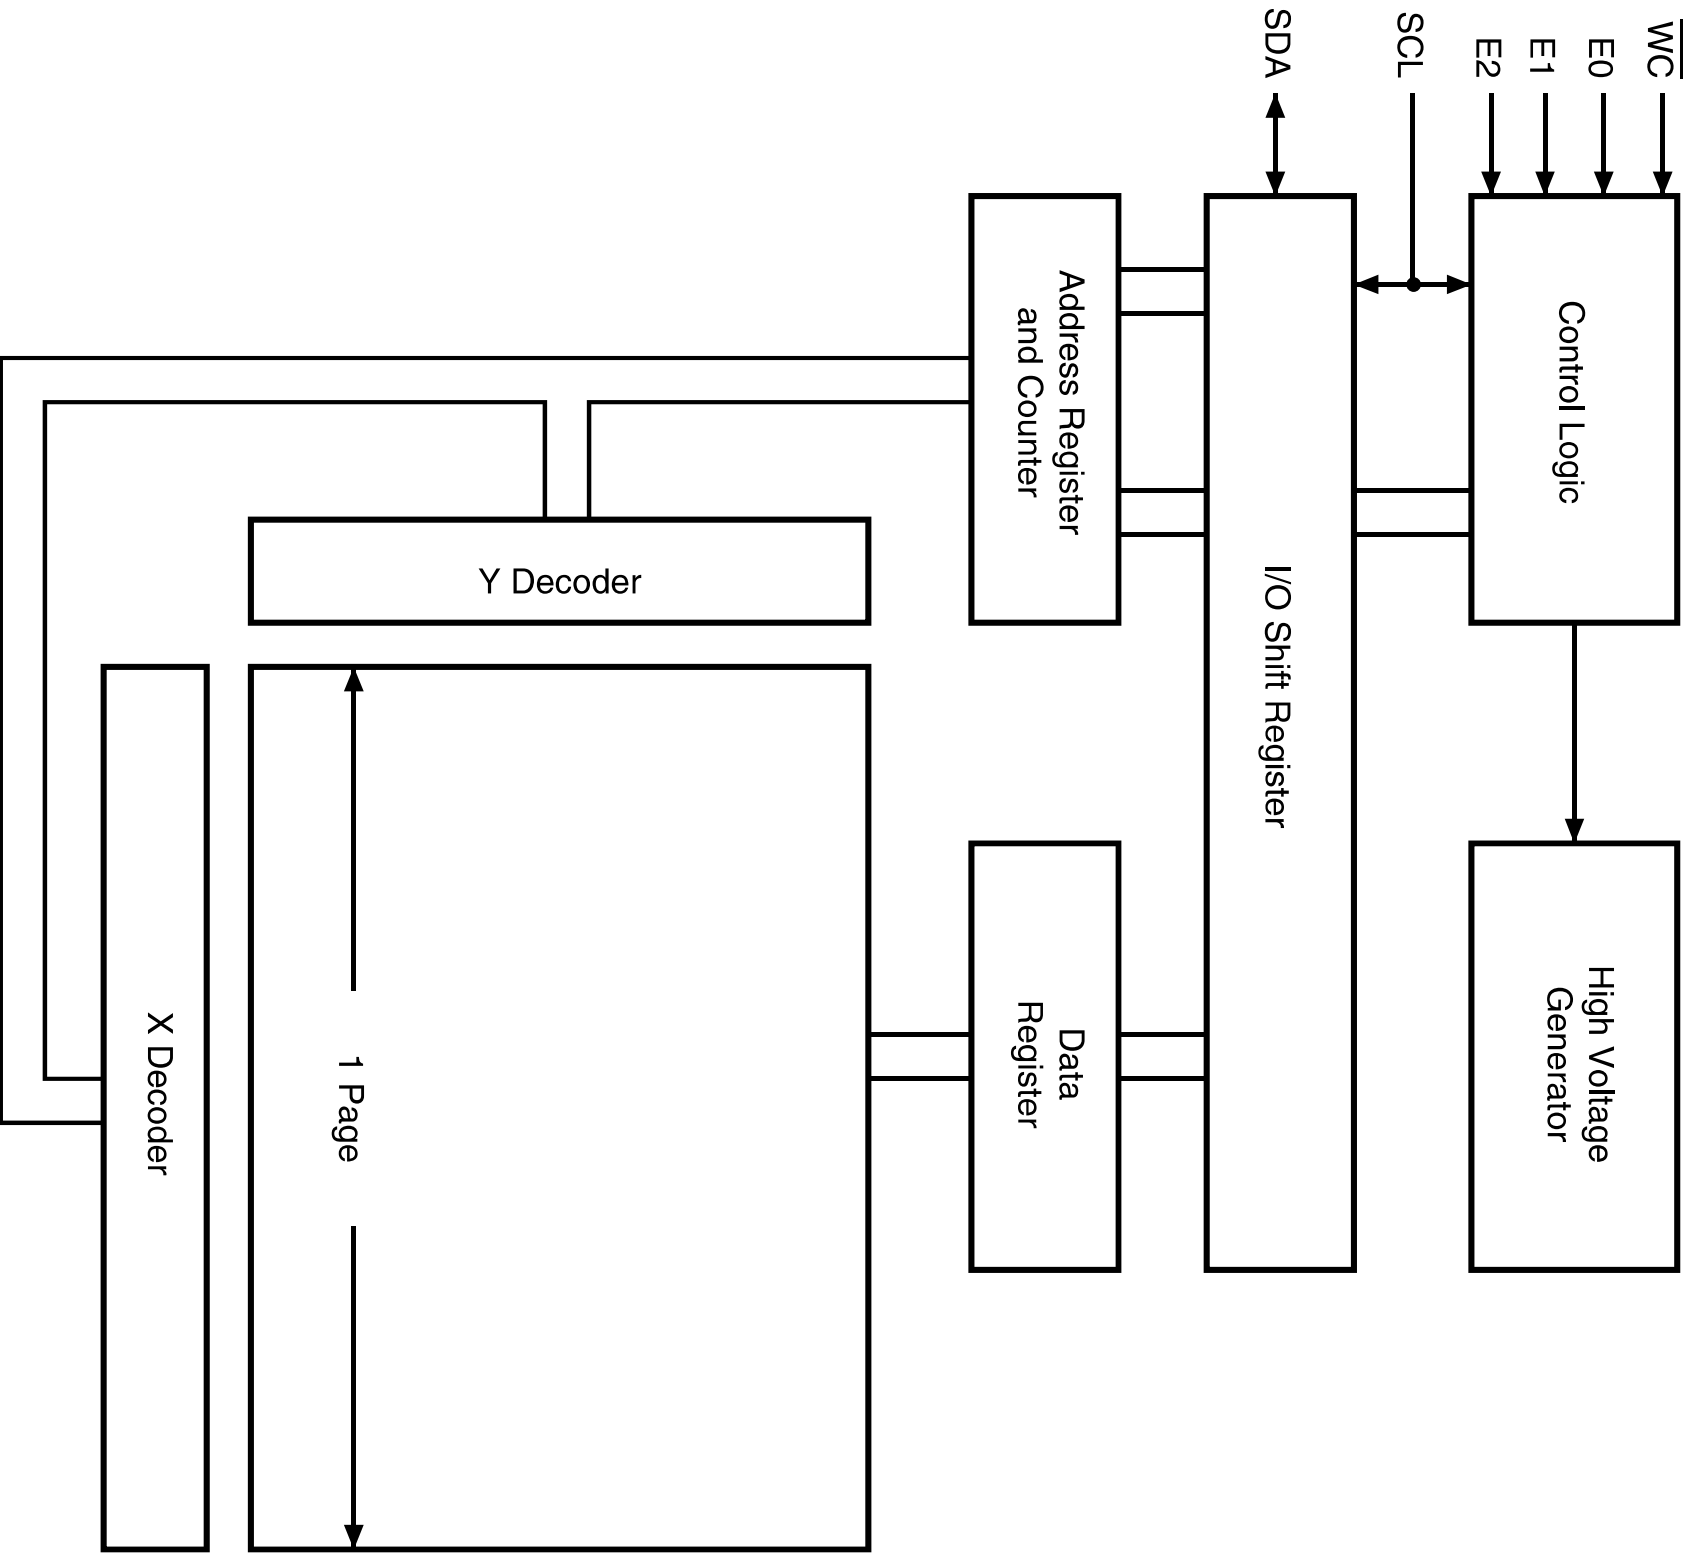 WC
E0
E1
E2
SCL
SDA
Control Logic
High Voltage
Generator
I/O Shift Register
Address Register
and Counter
Data
Register
Y Decoder
1 Page
X Decoder